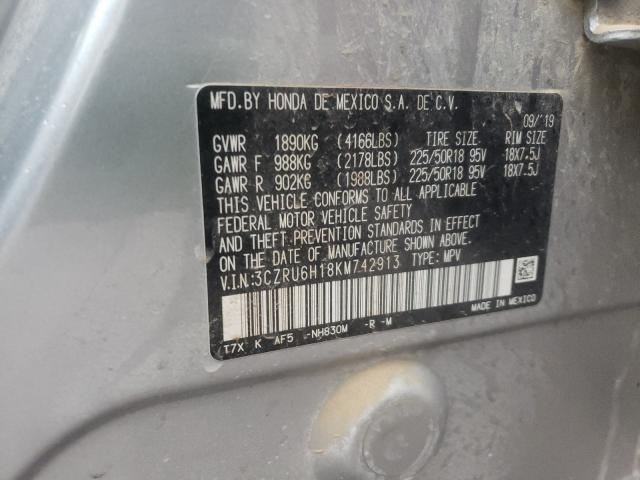 MFD.BY HONDA DE MEXICO S.A. DE C.V.
09/'19
GVWR 1890KG (4166LBS) TIRE SIZE RIM SIZE
GAWR F 988KG (2178LBS) 225/50R18 95V 18X7.5J
GAWR R 902KG (1988LBS) 225/50R18 95V 18X7.5J
THIS VEHICLE CONFORMS TO ALL APPLICABLE
FEDERAL MOTOR VEHICLE SAFETY
AND THEFT PREVENTION STANDARDS IN EFFECT
ON THE DATE OF MANUFACTURE SHOWN ABOVE.
V.I.N:3CZRU6H18KM742913 TYPE: MPV
MADE IN MEXICO
T7X K AF5 -NH830M -R -M